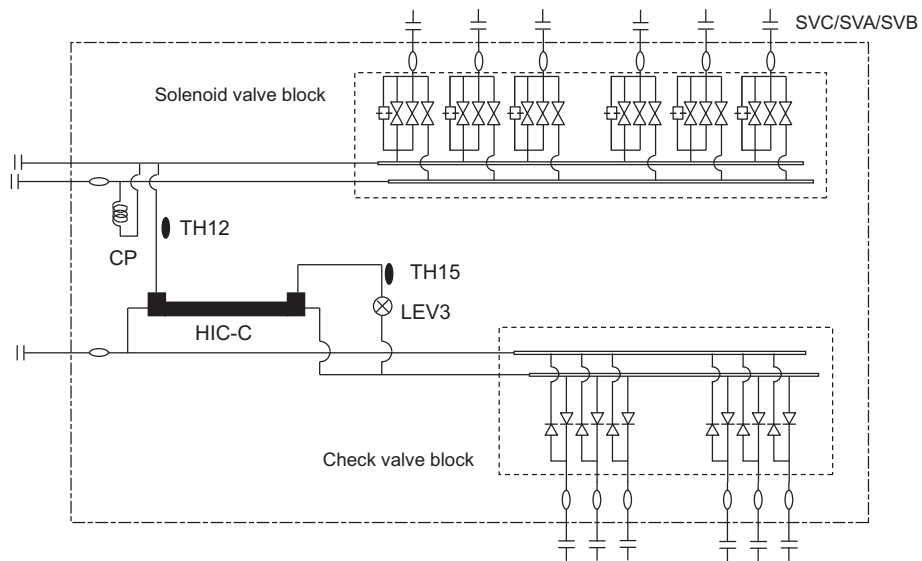 SVC/SVA/SVB
Solenoid valve block
TH12
CP
TH15
LEV3
HIC-C
Check valve block